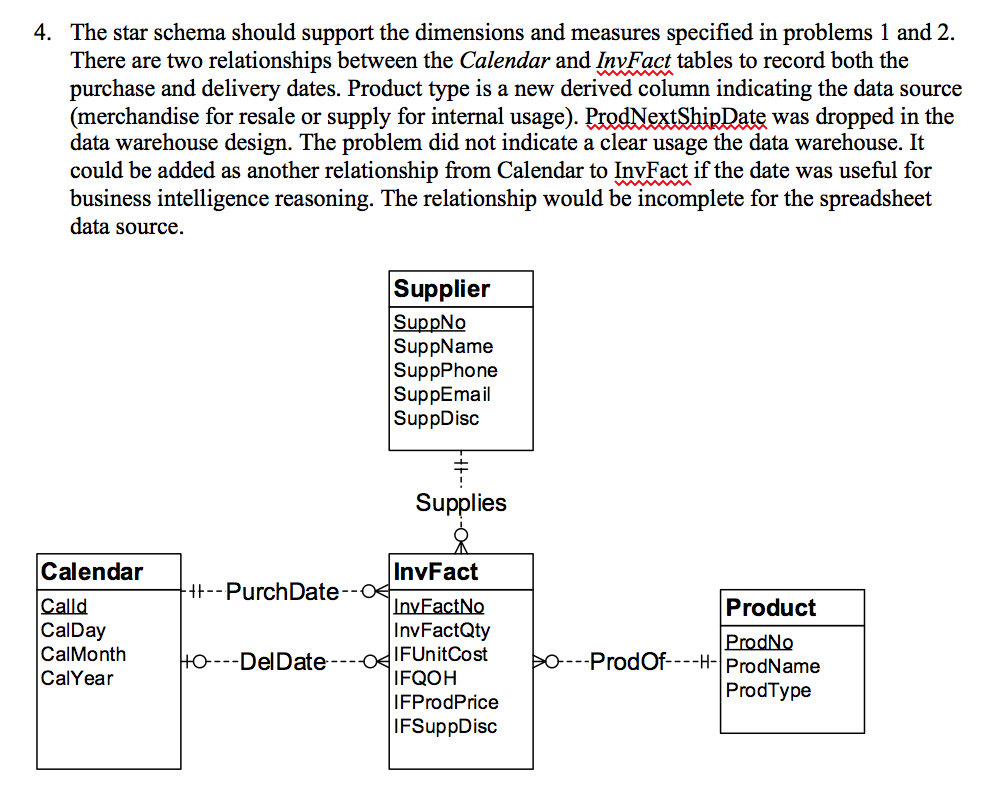 4. The star schema should support the dimensions and measures specified in problems 1 and 2.
There are two relationships between the Calendar and InvFact tables to record both the
purchase and delivery dates. Product type is a new derived column indicating the data source
(merchandise for resale or supply for internal usage). ProdNextShipDate was dropped in the
data warehouse design. The problem did not indicate a clear usage the data warehouse. It
could be added as another relationship from Calendar to InvFact if the date was useful for
business intelligence reasoning. The relationship would be incomplete for the spreadsheet
data source.
Supplier
SuppNo
SuppName
SuppPhone
SuppEmail
SuppDisc
Supplies
Calendar
CalId
CalDay
CalMonth
CalYear
PurchDate
DelDate
InvFact
InvFactNo
InvFactQty
IFUnitCost
IFQOH
IFProdPrice
IFSuppDisc
ProdOf
Product
ProdNo
ProdName
ProdType